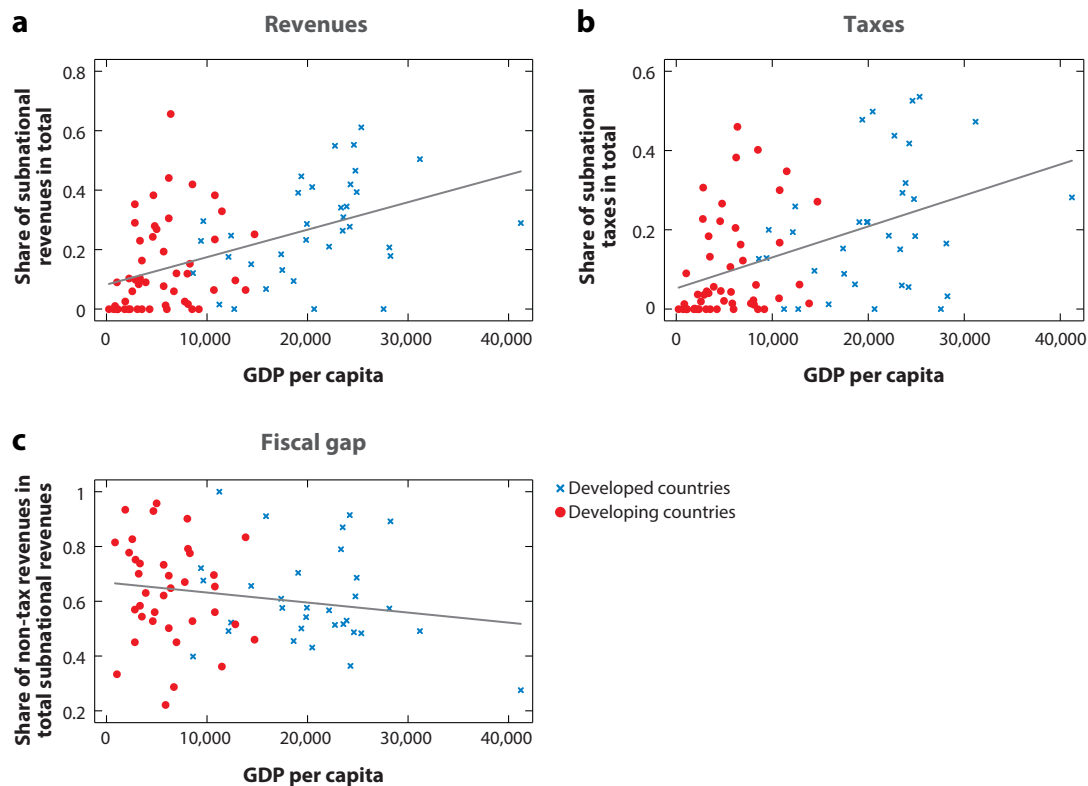 a
Revenues
Share of subnational
revenues in total
0.8
0.6
0.4
0.2
0
0
10,000
20,000
30,000
40,000
GDP per capita
b
Taxes
Share of subnational
taxes in total
0.6
0.4
0.2
0
0
10,000
20,000
30,000
40,000
GDP per capita
c
Fiscal gap
Share of non-tax revenues in
total subnational revenues
1
0.8
0.6
0.4
0.2
0
10,000
20,000
30,000
40,000
GDP per capita
Developed countries
Developing countries